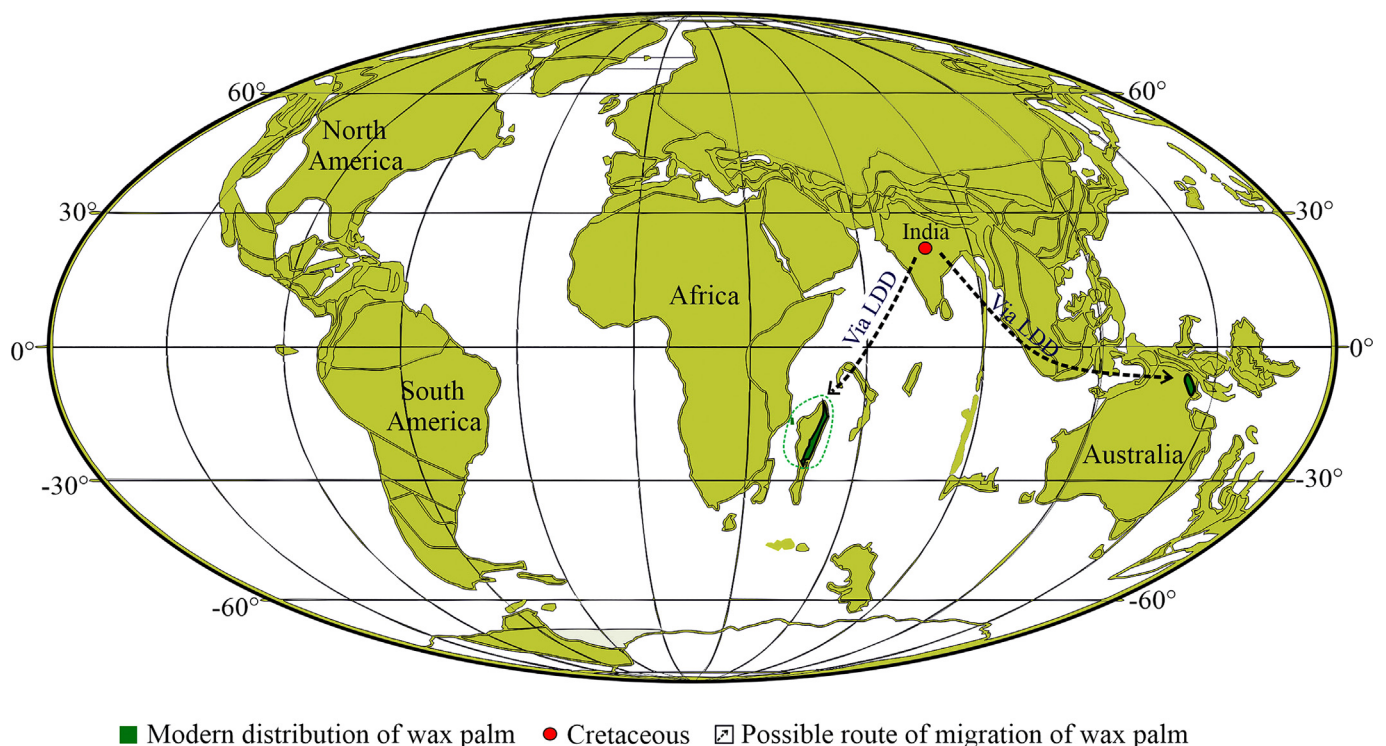 60°
60°
North
America
30°
30°
India
Africa
Via LDD
Via LDD
0°
0°
South
America
Australia
-30°
-30°
-60°
-60°
Modern distribution of wax palm
Cretaceous
Possible route of migration of wax palm